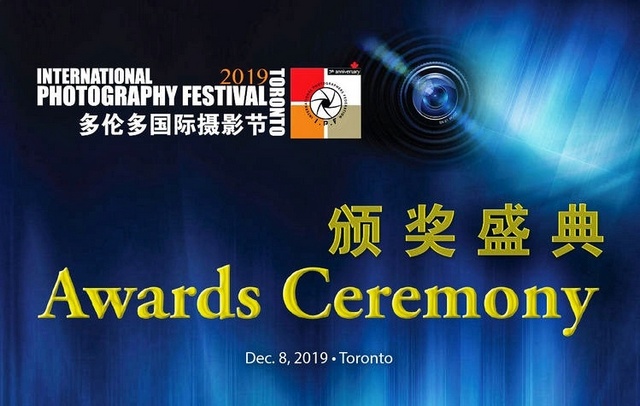 INTERNATIONAL 2019
PHOTOGRAPHY FESTIVAL
TORONTO
多伦多国际摄影节
anniversary
I.P.F
颁奖盛典
Awards Ceremony
Dec. 8, 2019 • Toronto